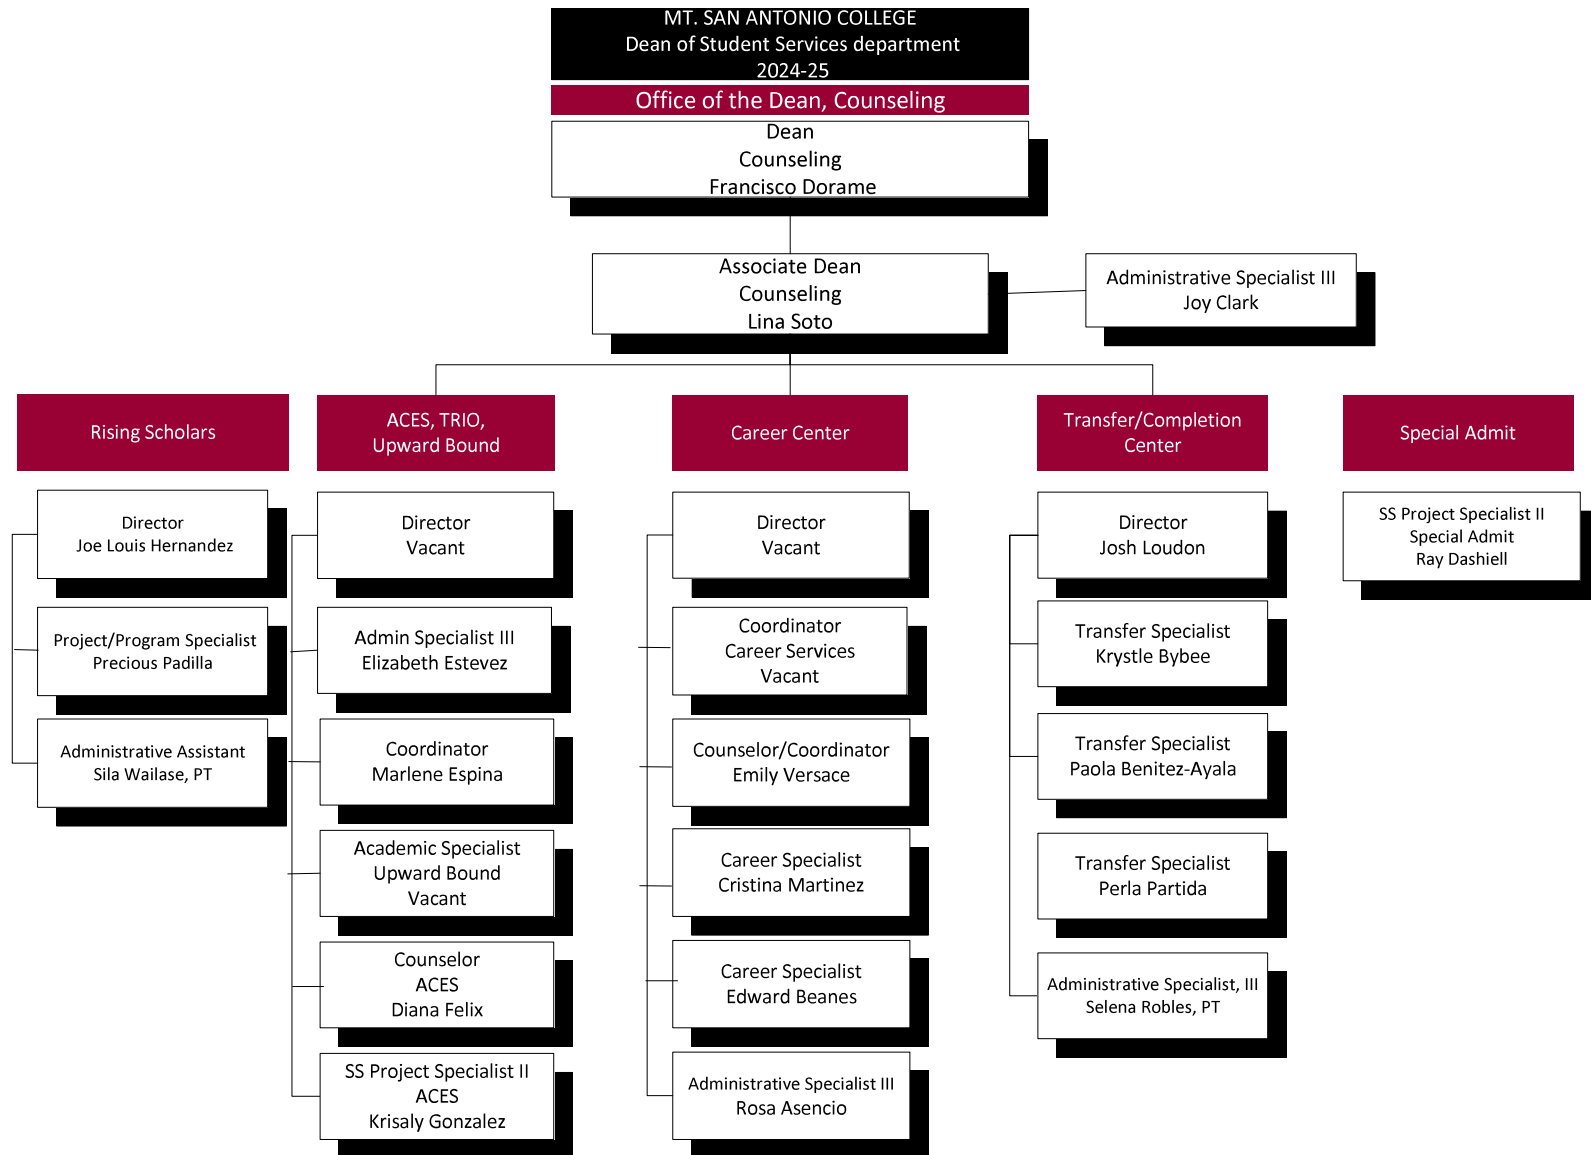 MT. SAN ANTONIO COLLEGE
Dean of Student Services department
2024-25
Office of the Dean, Counseling
Dean
Counseling
Francisco Dorame
Associate Dean
Counseling
Lina Soto
Administrative Specialist III
Joy Clark
Rising Scholars
Director
Joe Louis Hernandez
Project/Program Specialist
Precious Padilla
Administrative Assistant
Sila Wailase, PT
ACES, TRIO,
Upward Bound
Director
Vacant
Admin Specialist III
Elizabeth Estevez
Coordinator
Marlene Espina
Academic Specialist
Upward Bound
Vacant
Counselor
ACES
Diana Felix
SS Project Specialist II
ACES
Krisaly Gonzalez
Career Center
Director
Vacant
Coordinator
Career Services
Vacant
Counselor/Coordinator
Emily Versace
Career Specialist
Cristina Martinez
Career Specialist
Edward Beanes
Administrative Specialist III
Rosa Asencio
Transfer/Completion
Center
Director
Josh Loudon
Transfer Specialist
Krystle Bybee
Transfer Specialist
Paola Benitez-Ayala
Transfer Specialist
Perla Partida
Administrative Specialist, III
Selena Robles, PT
Special Admit
SS Project Specialist II
Special Admit
Ray Dashiell